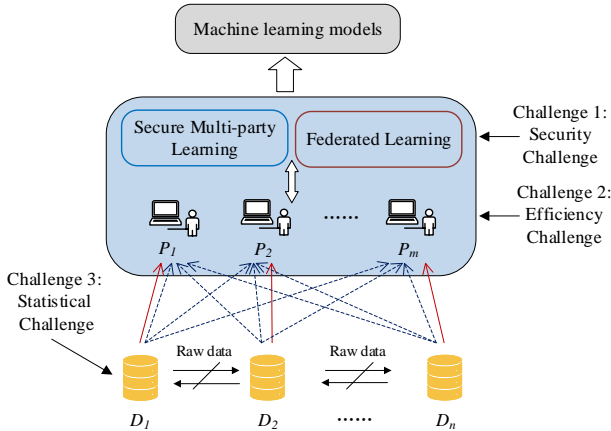 Machine learning models
Secure Multi-party
Learning
Federated Learning
Challenge 1:
Security
Challenge
Challenge 2:
Efficiency
Challenge
......
P1
P2
Pm
Challenge 3:
Statistical
Challenge
Raw data
Raw data
D1
D2
......
Dn